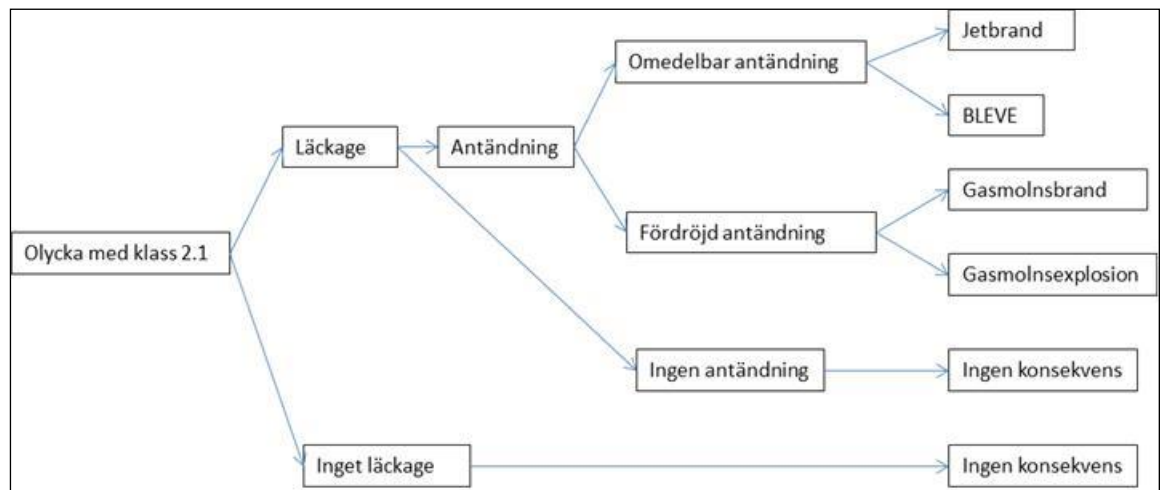 Jetbrand
Omedelbar antändning
BLEVE
Läckage
Antändning
Gasmolnsbrand
Fördröjd antändning
Olycka med klass 2.1
Gasmolnsexplosion
Ingen antändning
Ingen konsekvens
Inget läckage
Ingen konsekvens